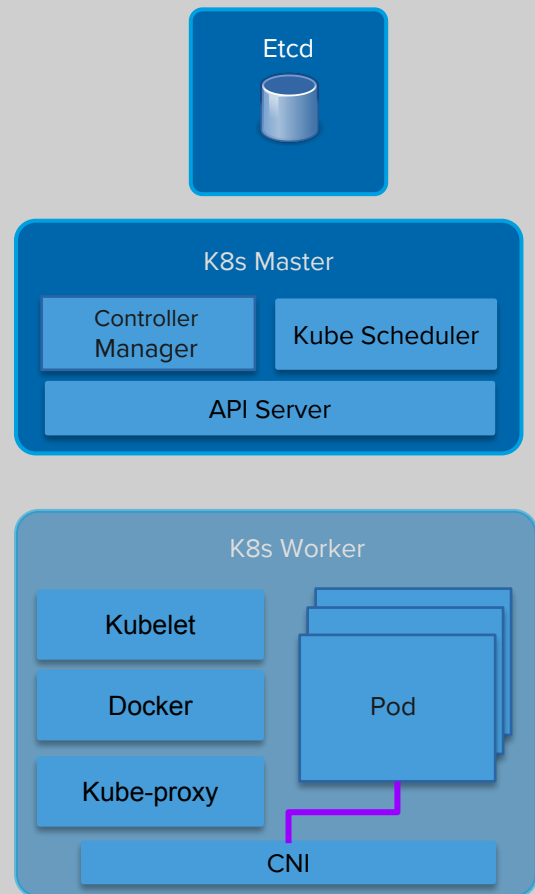 Etcd
K8s Master
Controller
Manager
Kube Scheduler
API Server
K8s Worker
Kubelet
Docker
Kube-proxy
Pod
CNI